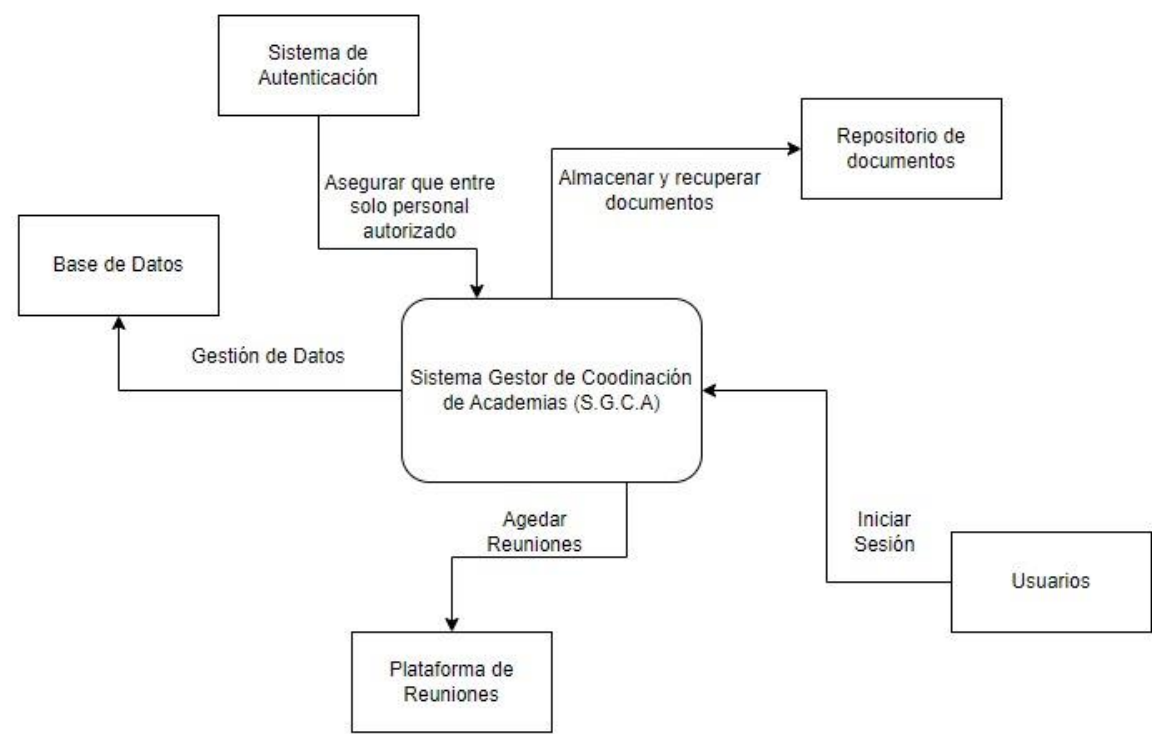 Sistema de
Autenticación
Repositorio de
documentos
Asegurar que entre
solo personal
autorizado
Almacenar y recuperar
documentos
Base de Datos
Gestión de Datos
Sistema Gestor de Coodinación
de Academias (S.G.C.A)
Agedar
Reuniones
Iniciar
Sesión
Usuarios
Plataforma de
Reuniones